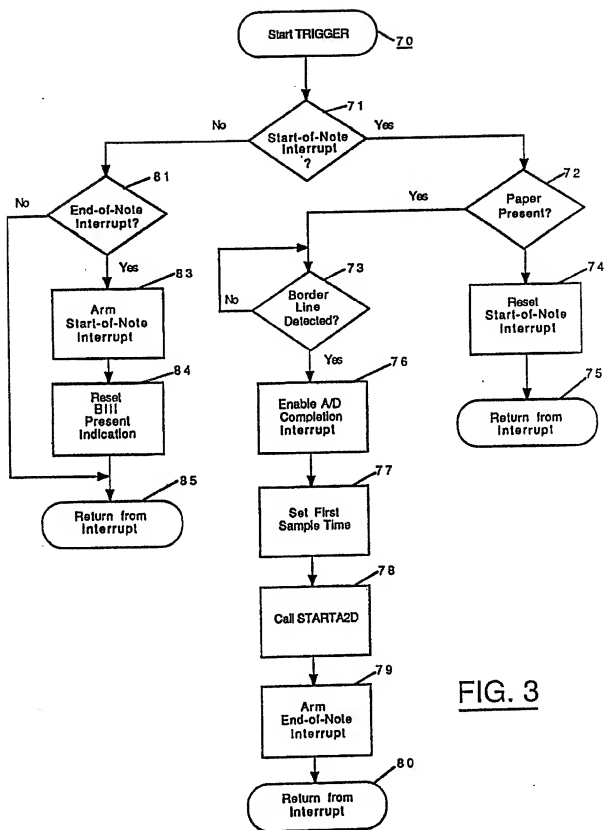 Start TRIGGER
70
71
Start-of-Note
Interrupt
?
No
Yes
81
End-of-Note
Interrupt?
No
Yes
72
Paper
Present?
Yes
73
Border
Line
Detected?
No
Yes
74
Reset
Start-of-Note
Interrupt
75
Return from
Interrupt
83
Arm
Start-of-Note
Interrupt
84
Reset
Bill
Present
Indication
85
Return from
Interrupt
76
Enable A/D
Completion
Interrupt
77
Set First
Sample Time
78
Call STARTA2D
79
Arm
End-of-Note
Interrupt
80
Return from
Interrupt
FIG. 3